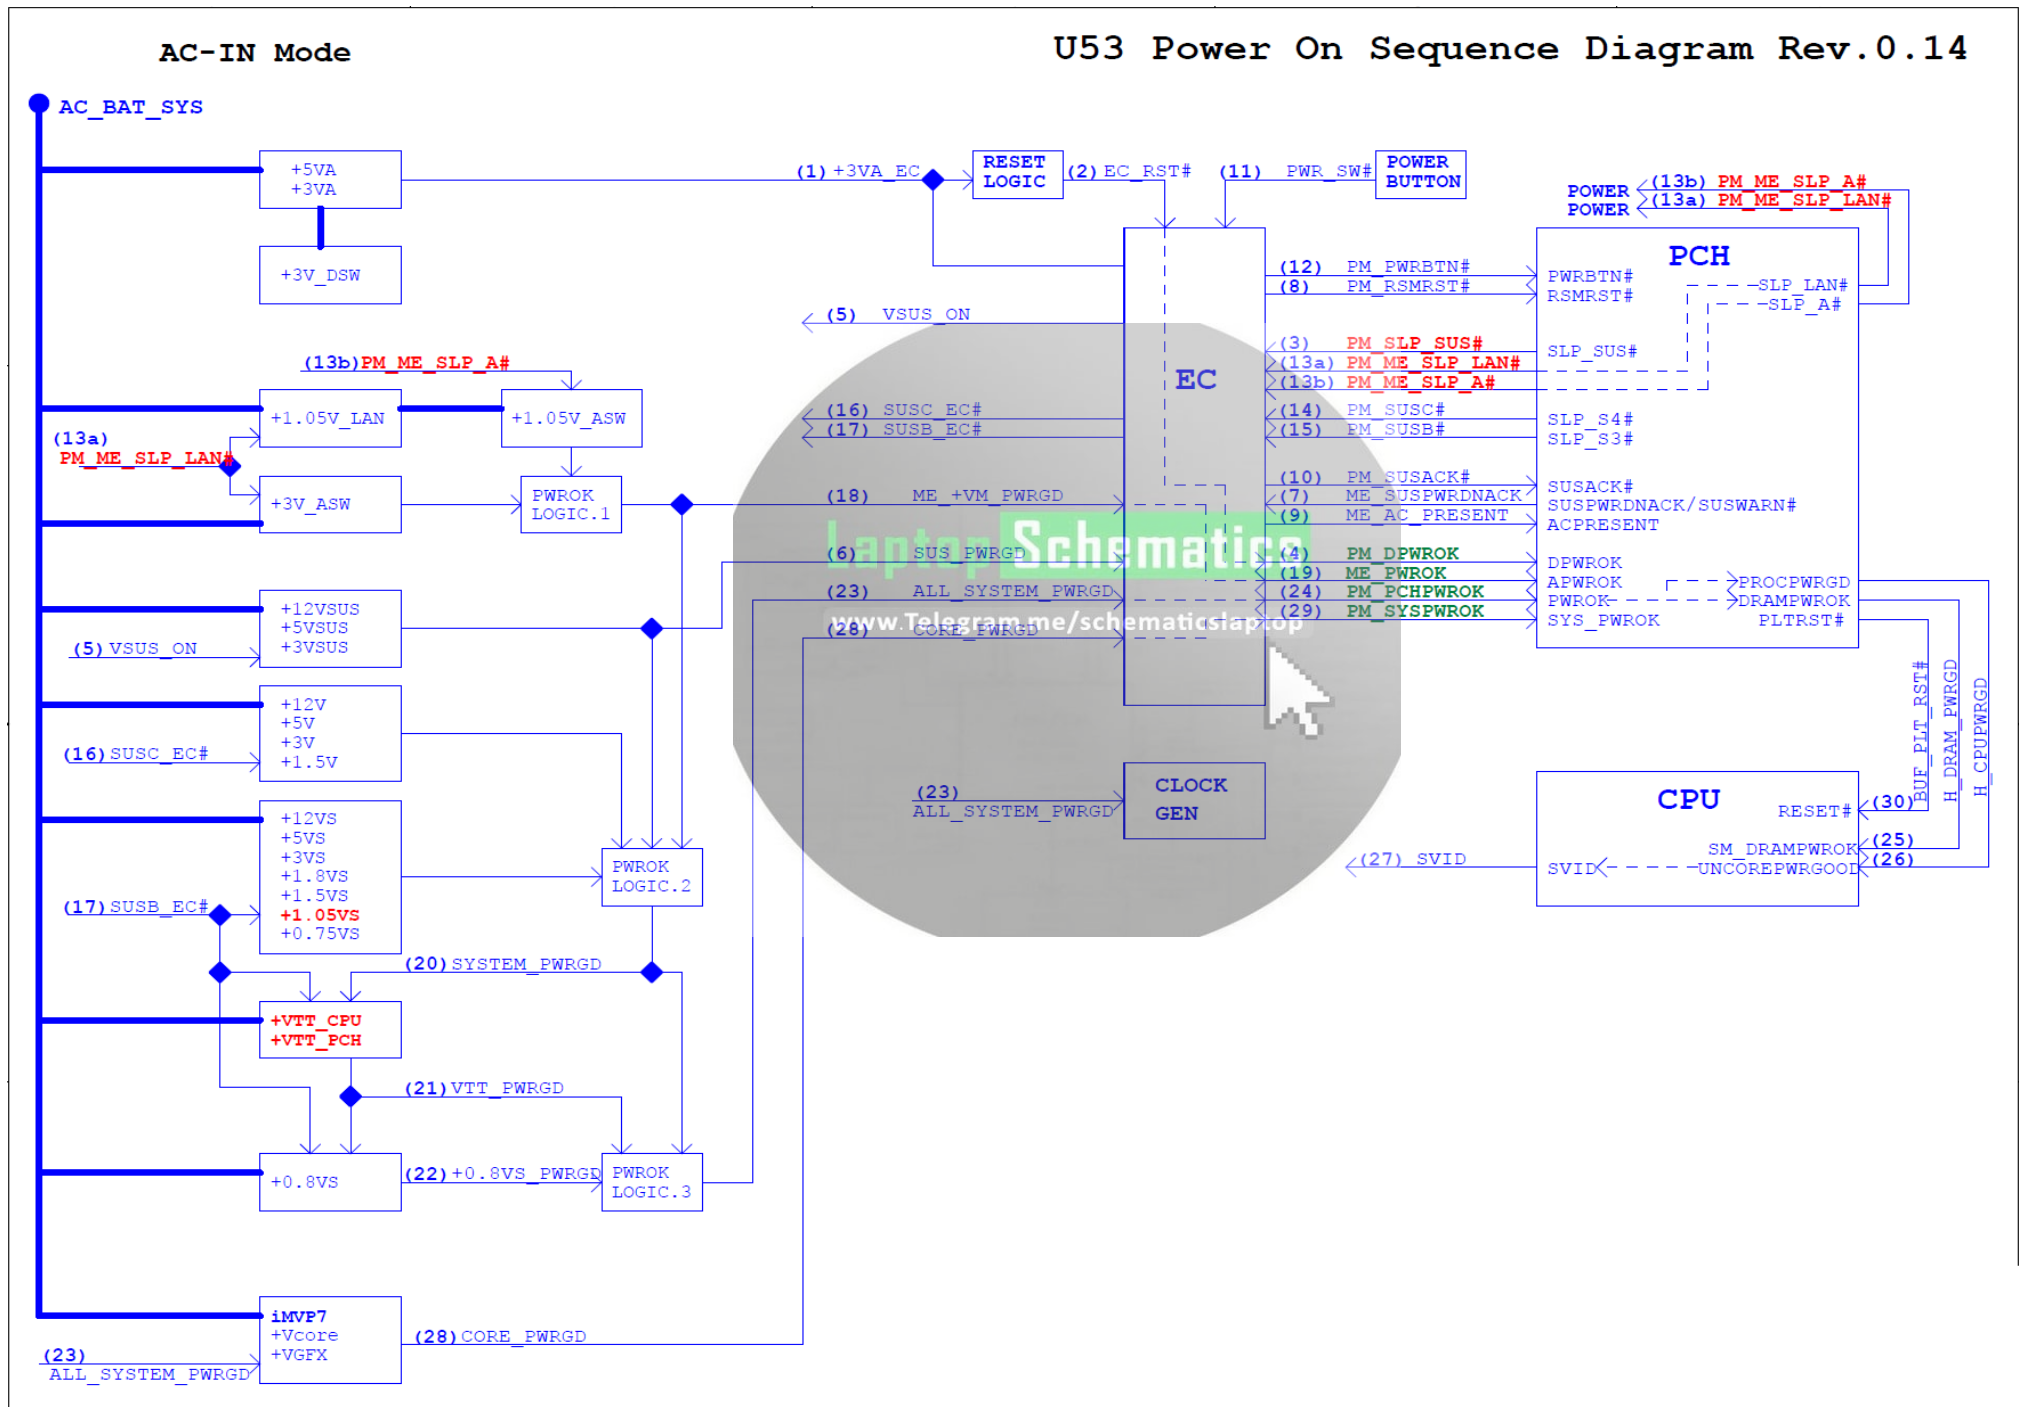 AC-IN Mode
U53 Power On Sequence Diagram Rev.0.14
AC_BAT_SYS
+5VA
+3VA
+3V_DSW
(1) +3VA_EC
RESET
LOGIC
(2) EC_RST#
(11) PWR_SW#
POWER
BUTTON
POWER (13b) PM_ME_SLP_A#
POWER (13a) PM_ME_SLP_LAN#
PCH
(12) PM_PWRBTN#
(8) PM_RSMRST#
PWRBTN#
RSMRST#
SLP_LAN#
SLP_A#
(5) VSUS_ON
EC
(3) PM_SLP_SUS#
(13a) PM_ME_SLP_LAN#
(13b) PM_ME_SLP_A#
SLP_SUS#
(13b) PM_ME_SLP_A#
+1.05V_LAN
+1.05V_ASW
(13a)
PM_ME_SLP_LAN#
+3V_ASW
PWROK
LOGIC.1
(16) SUSC_EC#
(17) SUSB_EC#
(14) PM_SUSC#
(15) PM_SUSB#
SLP_S4#
SLP_S3#
(10) PM_SUSACK#
(7) ME_SUSPWRDNACK
(9) ME_AC_PRESENT
SUSACK#
SUSPWRDNACK/SUSWARN#
ACPRESENT
(18) ME_+VM_PWRGD
Laptop Schematics
(6) SUS_PWRGD
(23) ALL_SYSTEM_PWRGD
www.Telegram.me/schematicslaptop
(28) CORE_PWRGD
(4) PM_DPWROK
(19) ME_PWROK
(24) PM_PCHPWROK
(29) PM_SYSPWROK
DPWROK
APWROK
PWROK
SYS_PWROK
PROCPWRGD
DRAMPWROK
PLTRST#
+12VSUS
+5VSUS
+3VSUS
(5) VSUS_ON
+12V
+5V
+3V
+1.5V
(16) SUSC_EC#
BUF_PLT_RST#
H_DRAM_PWRGD
H_CPUPWRGD
CLOCK
GEN
(23)
ALL_SYSTEM_PWRGD
CPU
RESET#
(30)
SM_DRAMPWROK
(25)
UNCOREPWRGOOD
(26)
SVID
(27) SVID
+12VS
+5VS
+3VS
+1.8VS
+1.5VS
+1.05VS
+0.75VS
(17) SUSB_EC#
PWROK
LOGIC.2
(20) SYSTEM_PWRGD
+VTT_CPU
+VTT_PCH
(21) VTT_PWRGD
+0.8VS
(22) +0.8VS_PWRGD
PWROK
LOGIC.3
iMVP7
+Vcore
+VGFX
(28) CORE_PWRGD
(23)
ALL_SYSTEM_PWRGD